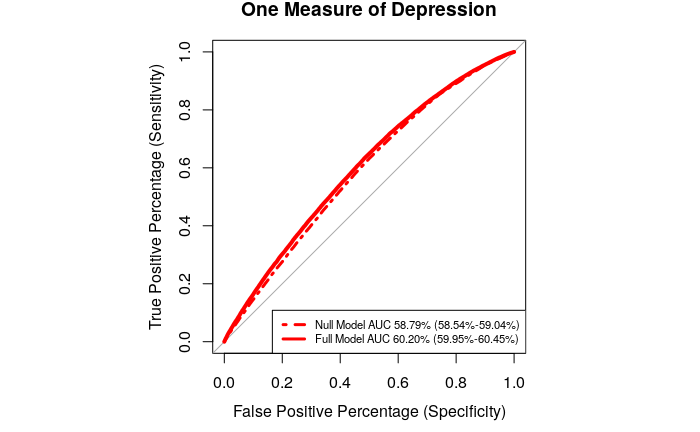 One Measure of Depression
True Positive Percentage (Sensitivity)
1.0
0.8
0.6
0.4
0.2
0.0
Null Model AUC 58.79% (58.54%-59.04%)
Full Model AUC 60.20% (59.95%-60.45%)
0.0 0.2 0.4 0.6 0.8 1.0
False Positive Percentage (Specificity)